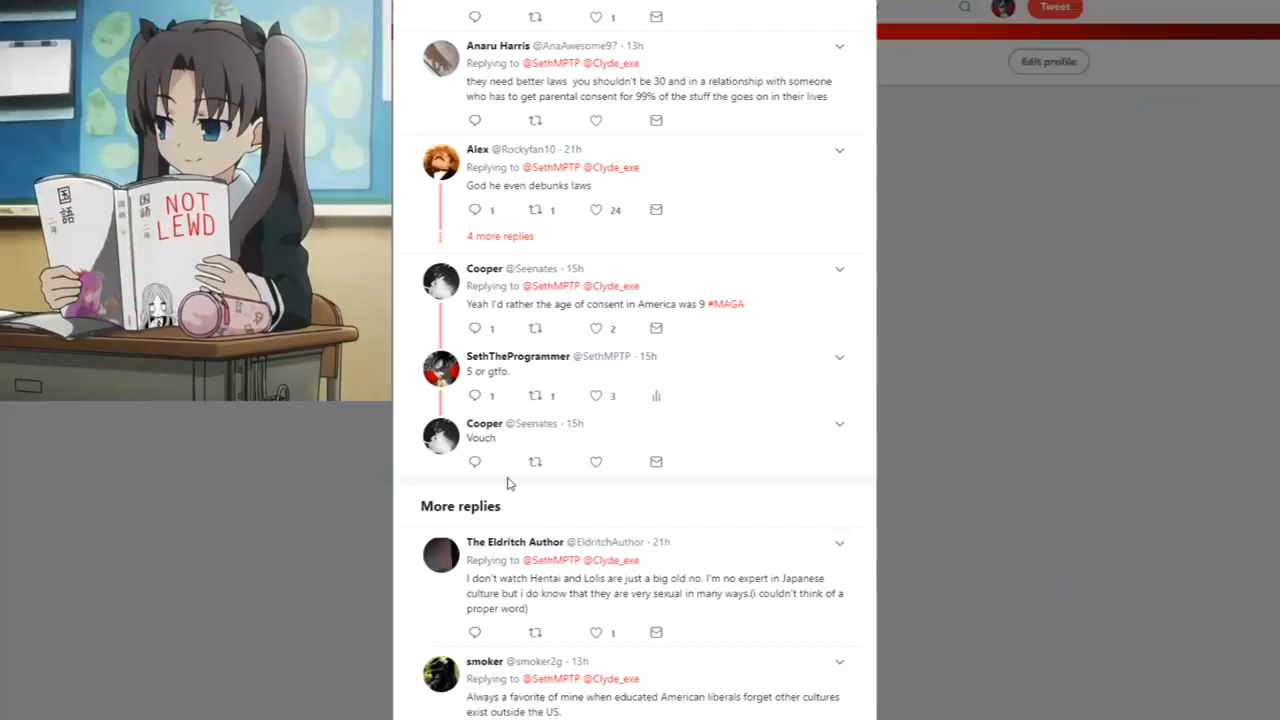 国語
二年
国語
国語
二年
NOT
LEWD
Tweet
Edit profile
1
Anaru Harris @AnaAwesome97 · 13h
Replying to @SethMPTP @Clyde_exe
they need better laws you shouldn't be 30 and in a relationship with someone
who has to get parental consent for 99% of the stuff the goes on in their lives
Alex @Rockyfan10 · 21h
Replying to @SethMPTP @Clyde_exe
God he even debunks laws
1 1 24
4 more replies
Cooper @Seenates · 15h
Replying to @SethMPTP @Clyde_exe
Yeah I'd rather the age of consent in America was 9 #MAGA
1 2
SethTheProgrammer @SethMPTP · 15h
5 or gtfo.
1 1 3
Cooper @Seenates · 15h
Vouch
More replies
The Eldritch Author @EldritchAuthor · 21h
Replying to @SethMPTP @Clyde_exe
I don't watch Hentai and Lolis are just a big old no. I'm no expert in Japanese
culture but i do know that they are very sexual in many ways.(i couldn't think of a
proper word)
1
smoker @smoker2g · 13h
Replying to @SethMPTP @Clyde_exe
Always a favorite of mine when educated American liberals forget other cultures
exist outside the US.